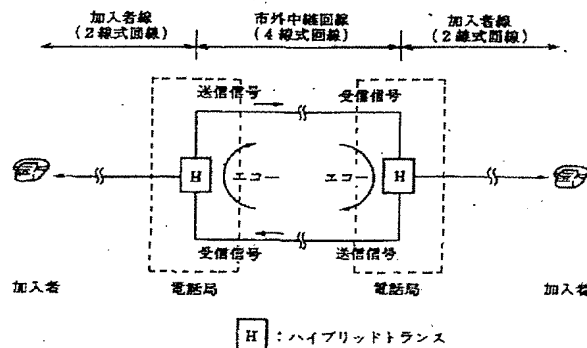 加入者線
(2線式回線)
市外中継回線
(4線式回線)
加入者線
(2線式回線)
送信信号
受信信号
H
エコー
エコー
H
受信信号
送信信号
加入者
電話局
電話局
加入者
H : ハイブリッドトランス